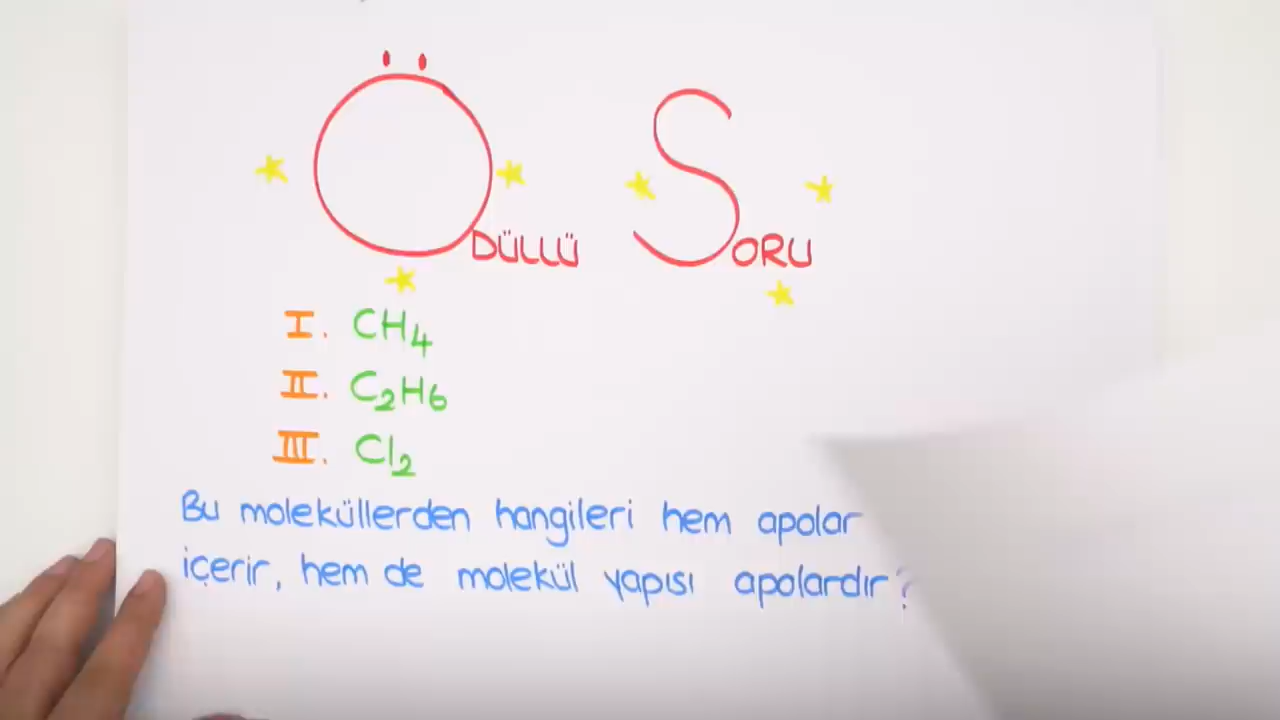 ÖDÜLLÜ SORU
I. CH4
II. C2H6
III. Cl2
Bu moleküllerden hangileri hem apolar
içerir, hem de molekül yapısı apolardır?